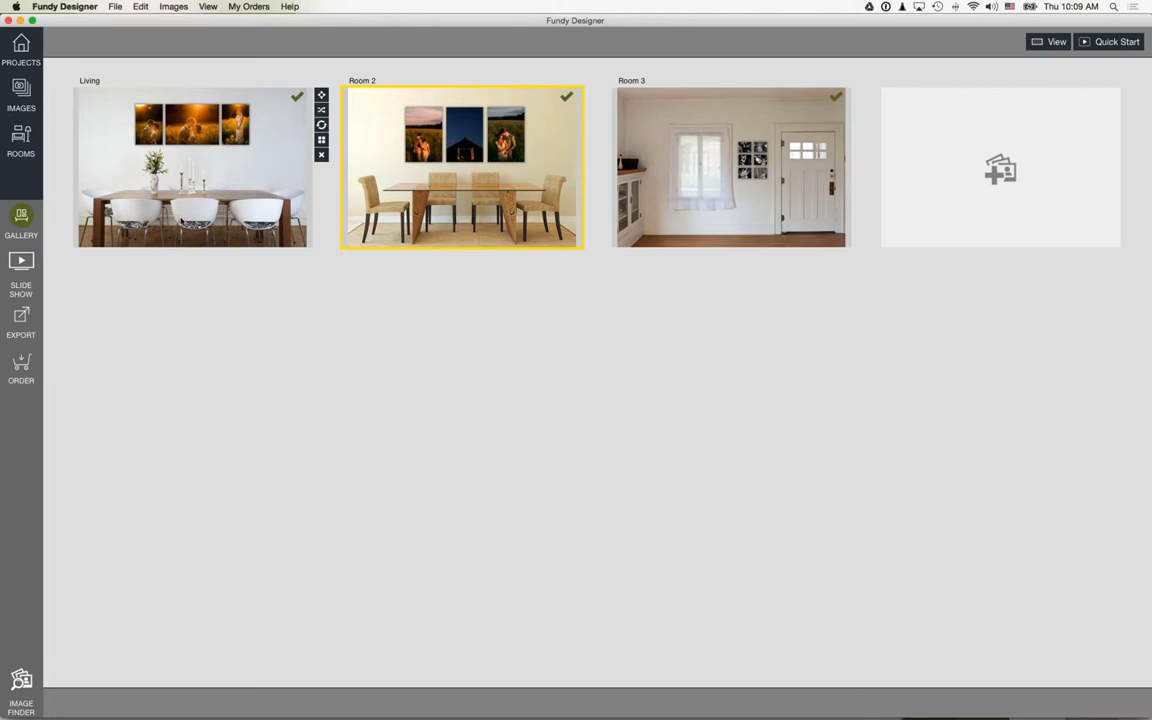 Fundy Designer File Edit Images View My Orders Help Thu 10:09 AM
Fundy Designer
PROJECTS
View Quick Start
Living Room 2 Room 3
IMAGES
ROOMS
GALLERY
SLIDE
SHOW
EXPORT
ORDER
IMAGE
FINDER